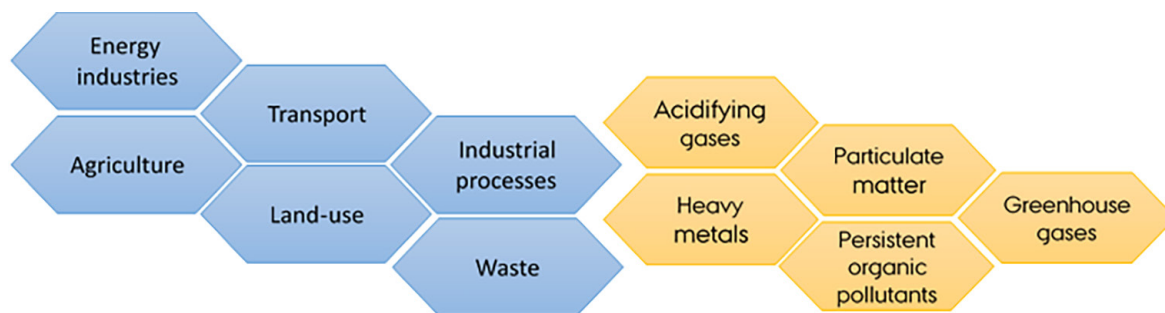 Energy
industries
Transport
Agriculture
Industrial
processes
Land-use
Waste
Acidifying
gases
Particulate
matter
Heavy
metals
Greenhouse
gases
Persistent
organic
pollutants